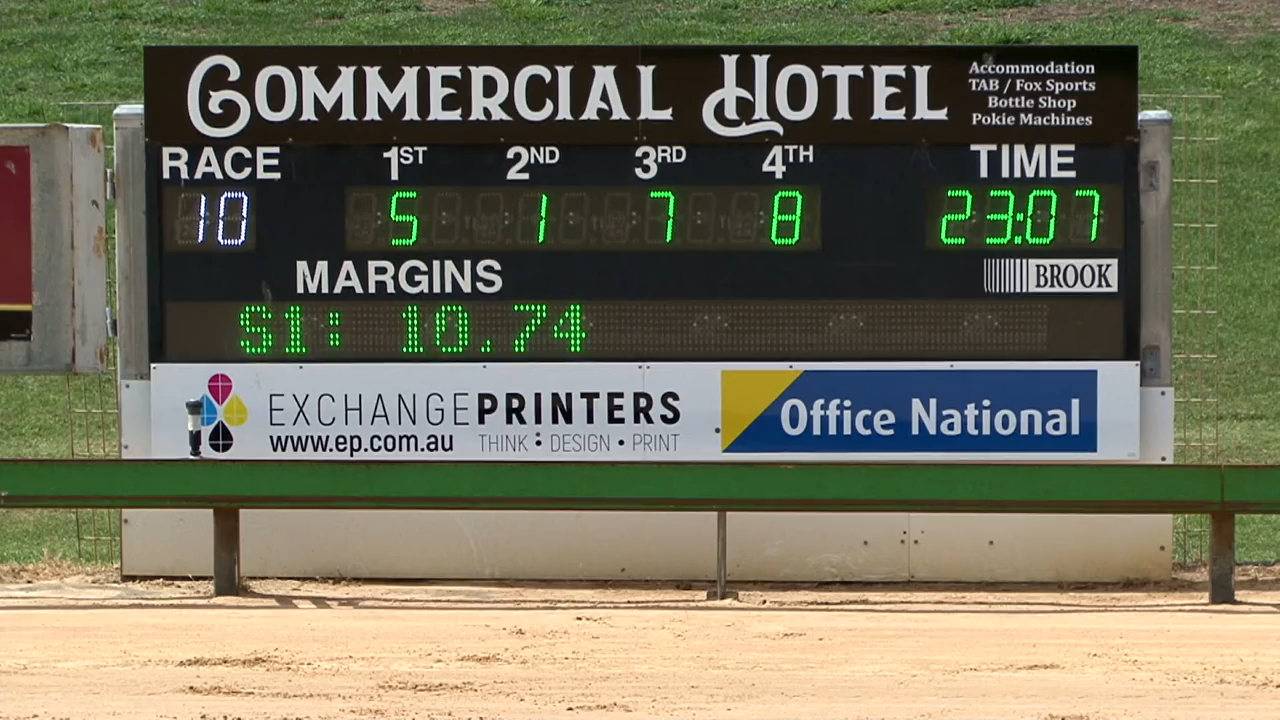 COMMERCIAL HOTEL
Accommodation
TAB / Fox Sports
Bottle Shop
Pokie Machines
RACE 1ST 2ND 3RD 4TH TIME
10 5 1 7 8 23:07
MARGINS
BROOK
S1: 10.74
EXCHANGEPRINTERS
www.ep.com.au THINK : DESIGN • PRINT
Office National